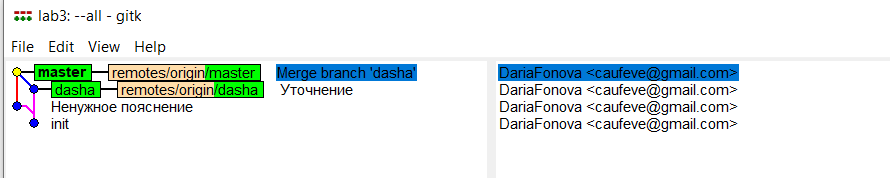 lab3: --all - gitk
File Edit View Help
master remotes/origin/master Merge branch 'dasha' DariaFonova <caufeve@gmail.com>
dasha remotes/origin/dasha Уточнение DariaFonova <caufeve@gmail.com>
Ненужное пояснение DariaFonova <caufeve@gmail.com>
init DariaFonova <caufeve@gmail.com>